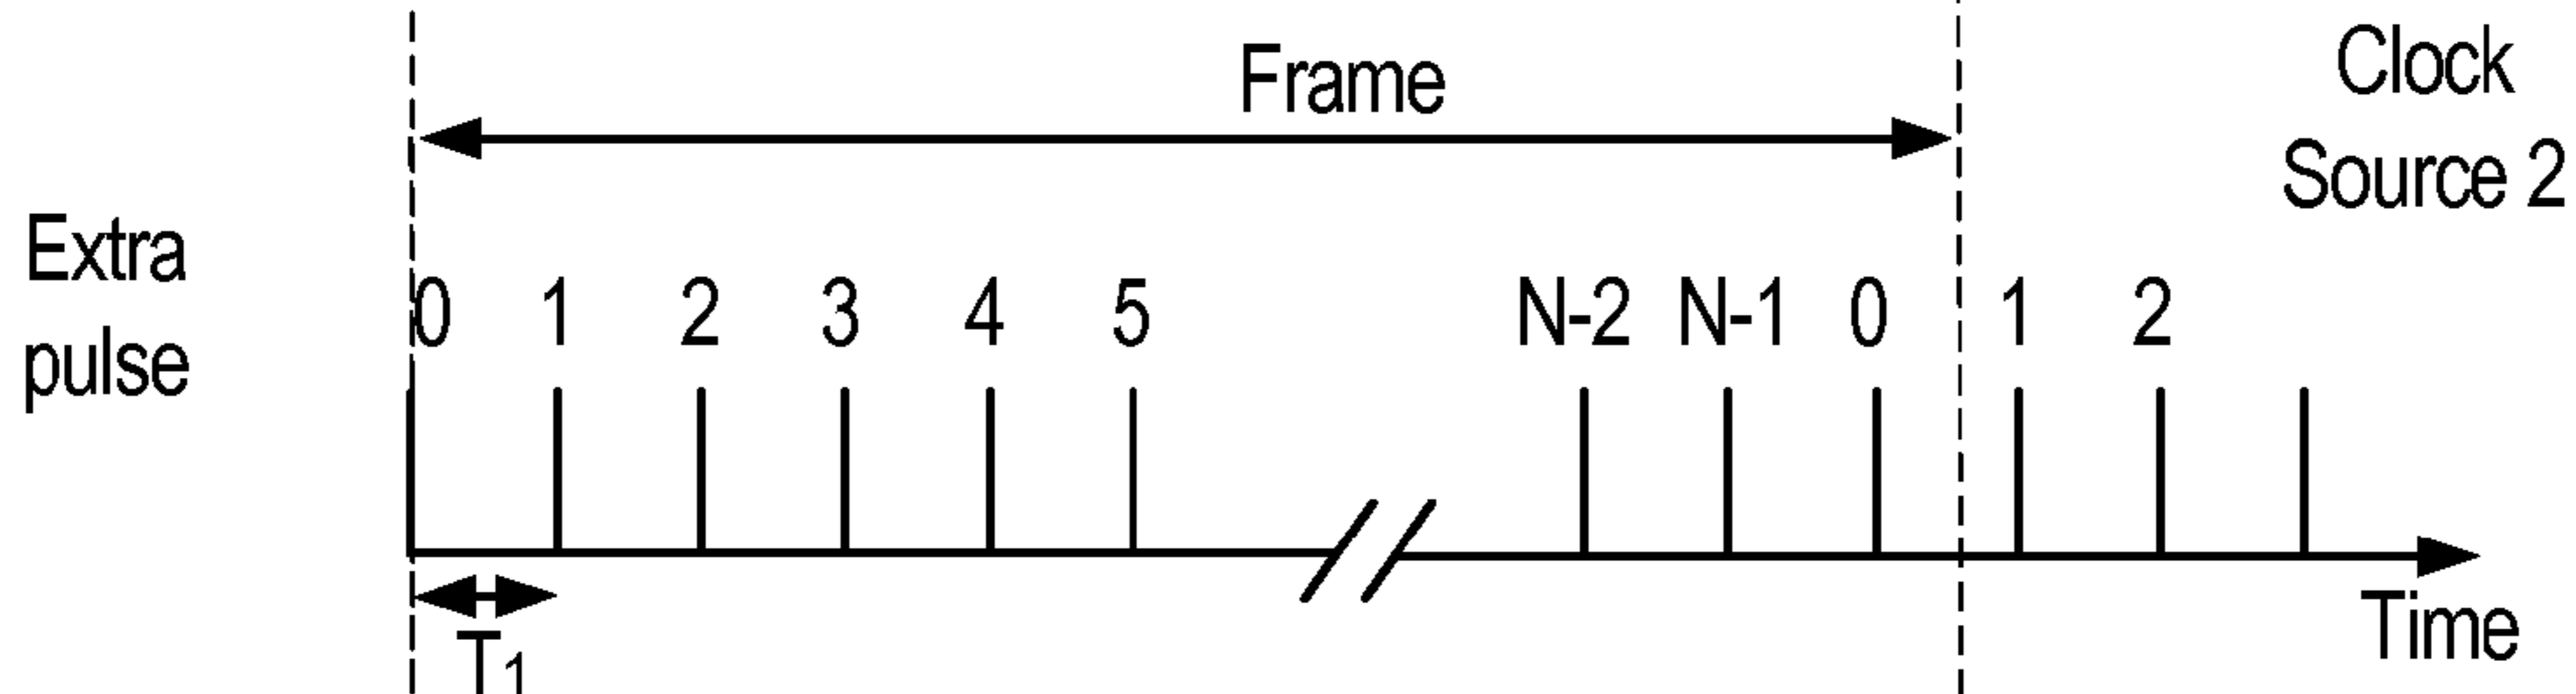 Frame
Clock
Source 2
Extra
pulse
0 1 2 3 4 5 N-2 N-1 0 1 2
T1
Time